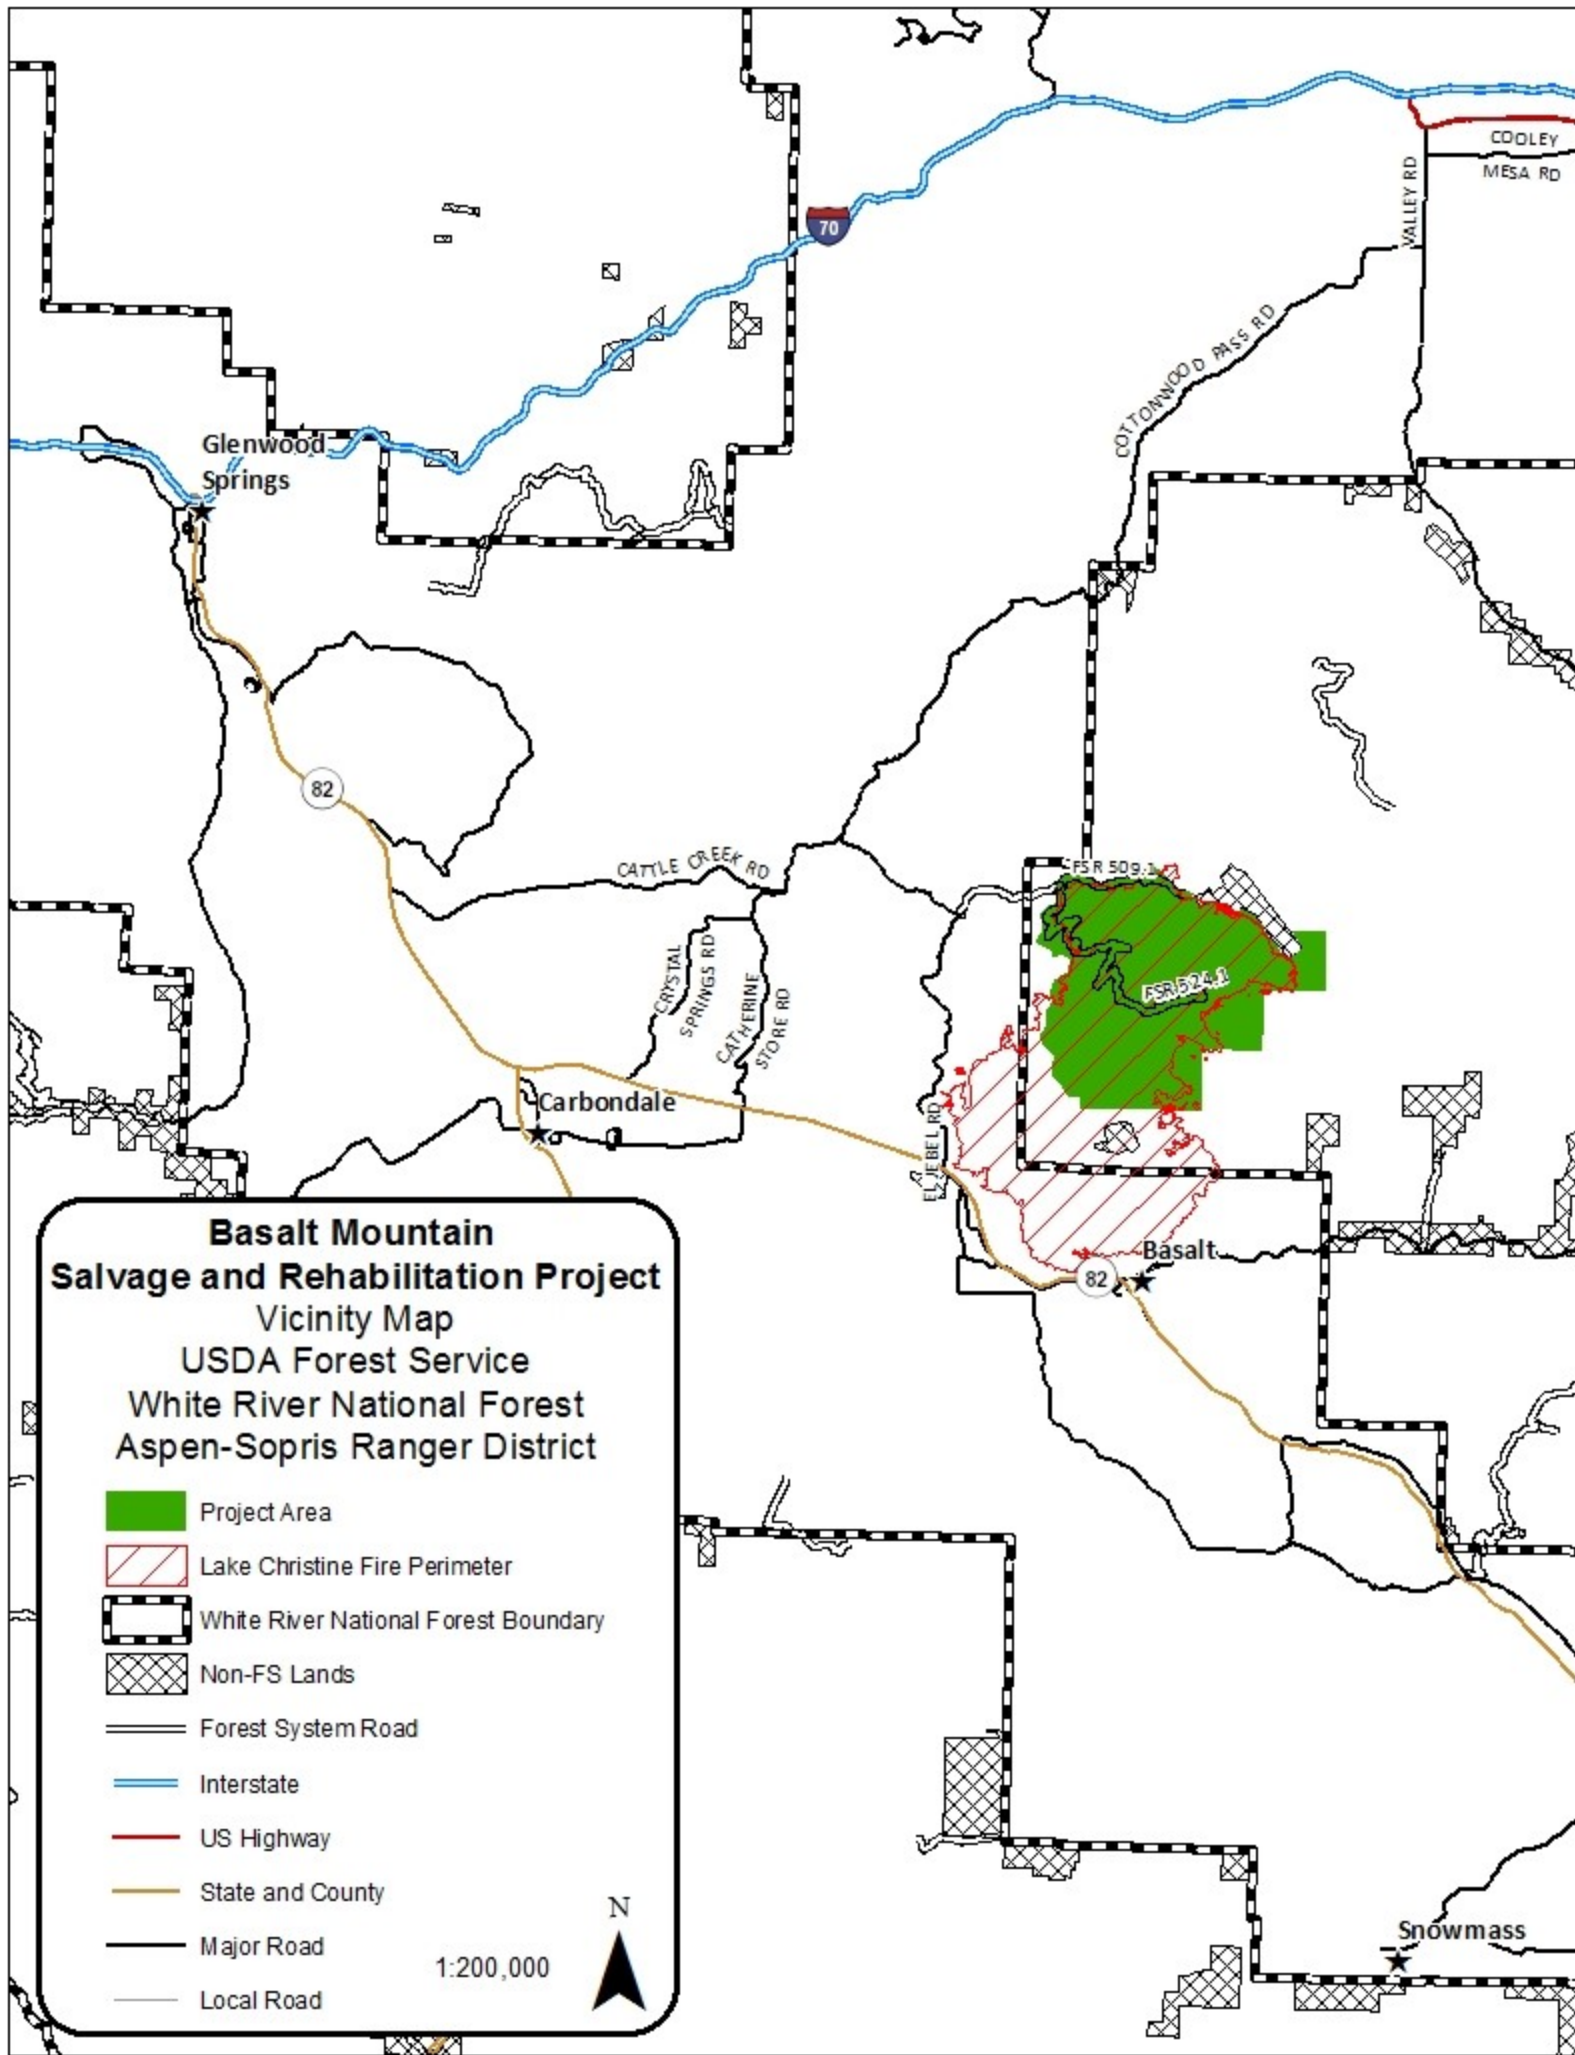 COOLEY
MESA RD
VALLEY RD
70
COTTONWOOD PASS RD
Glenwood
Springs
82
CATTLE CREEK RD
FSR 509.1
CRYSTAL
SPRINGS RD
CATHERINE
STORE RD
FSR 524.1
Carbondale
EL JEBEL RD
Basalt
82
Basalt Mountain
Salvage and Rehabilitation Project
Vicinity Map
USDA Forest Service
White River National Forest
Aspen-Sopris Ranger District
Project Area
Lake Christine Fire Perimeter
White River National Forest Boundary
Non-FS Lands
Forest System Road
Interstate
US Highway
State and County
Major Road
Local Road
N
1:200,000
Snowmass